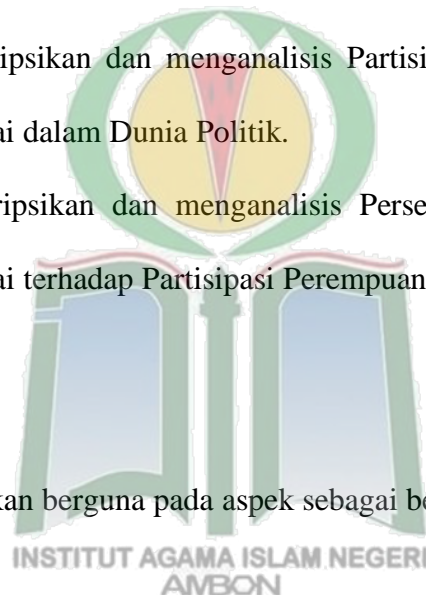 ipsikan dan menganalisis Partisi
ai dalam Dunia Politik.
ripsikan dan menganalisis Perse
ai terhadap Partisipasi Perempuan
kan berguna pada aspek sebagai be
INSTITUT AGAMA ISLAM NEGERI
AMBON